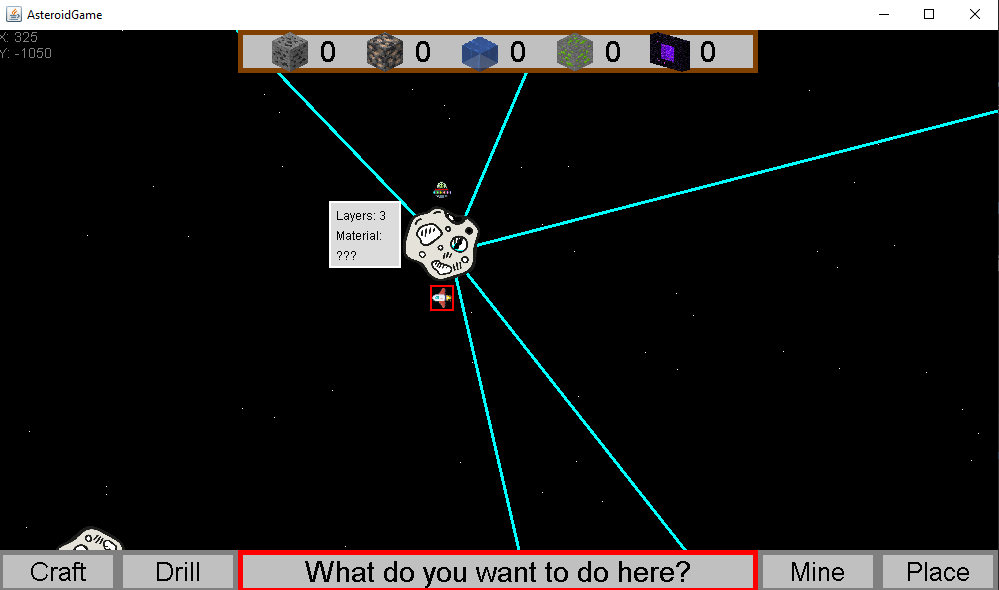 AsteroidGame
X: 325
Y: -1050
0 0 0 0 0
Layers: 3
Material:
???
Craft Drill What do you want to do here? Mine Place